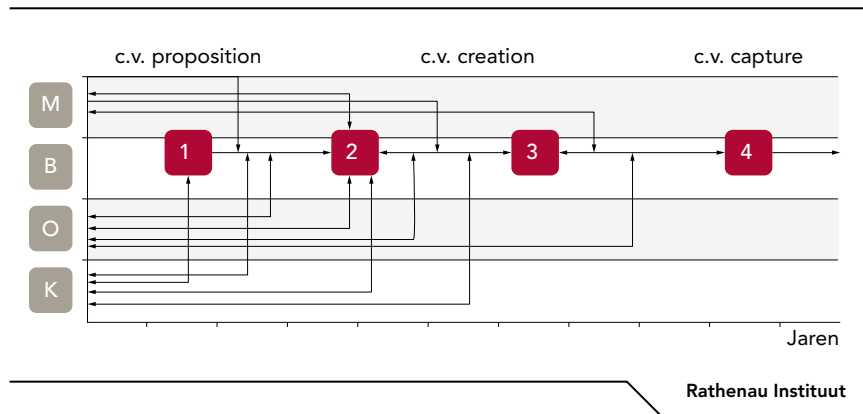 c.v. proposition c.v. creation c.v. capture
M
B 1 2 3 4
O
K
Jaren
Rathenau Instituut